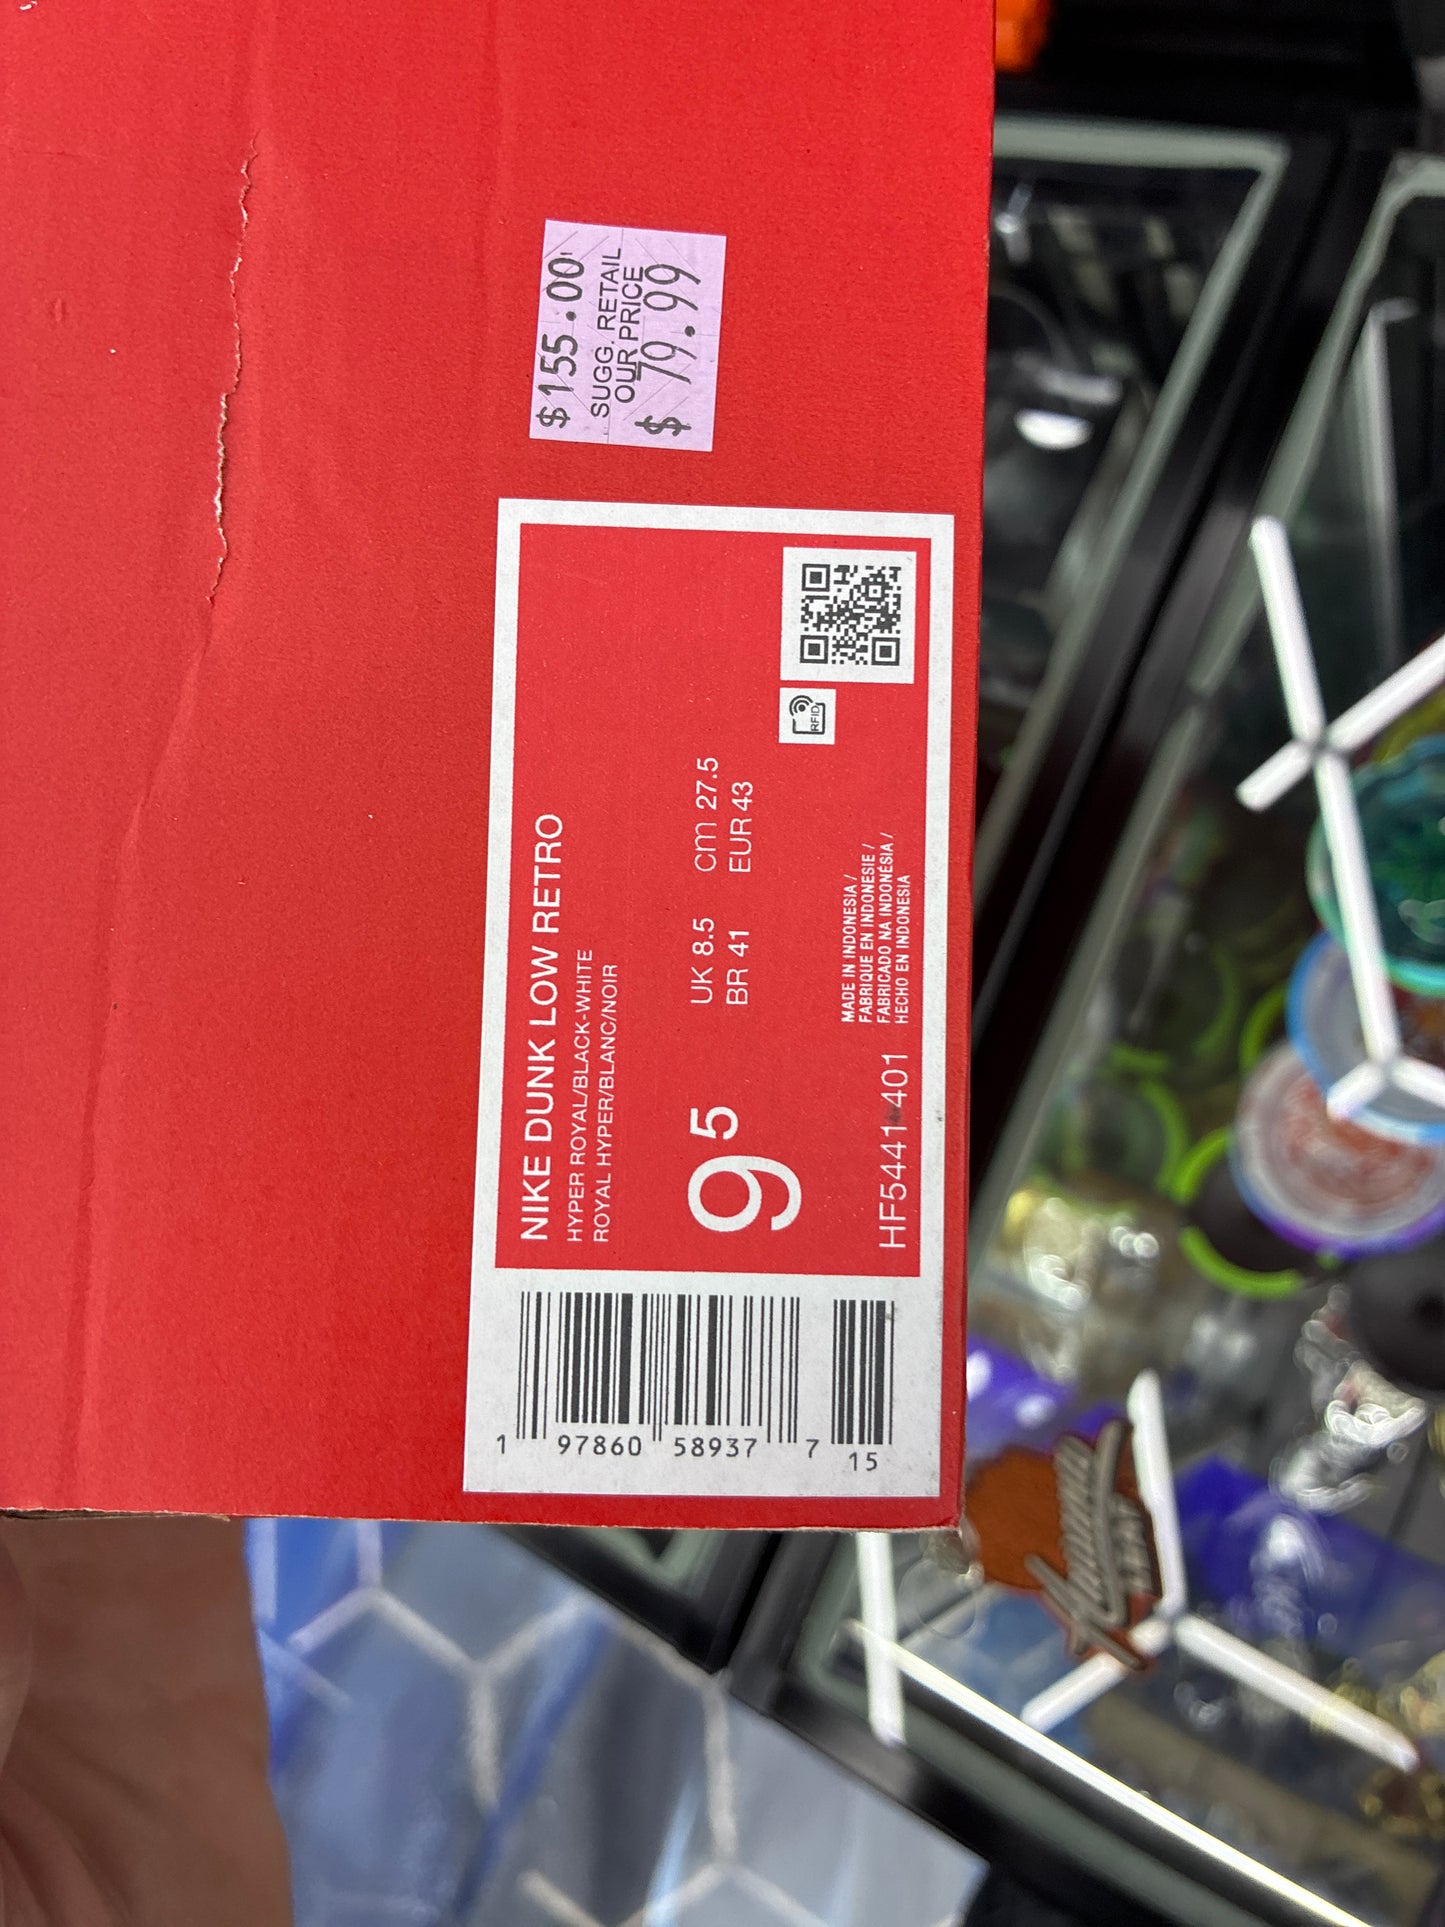 $155.00
SUGG. RETAIL
OUR PRICE
$ 79.99
NIKE DUNK LOW RETRO
HYPER ROYAL/BLACK-WHITE
ROYAL HYPER/BLANC/NOIR
9 5
UK 8.5 cm 27.5
BR 41 EUR 43
RFID
HF5441-401
MADE IN INDONESIA /
FABRIQUE EN INDONESIE /
FABRICADO NA INDONÉSIA /
HECHO EN INDONESIA
1 97860 58937 7 15